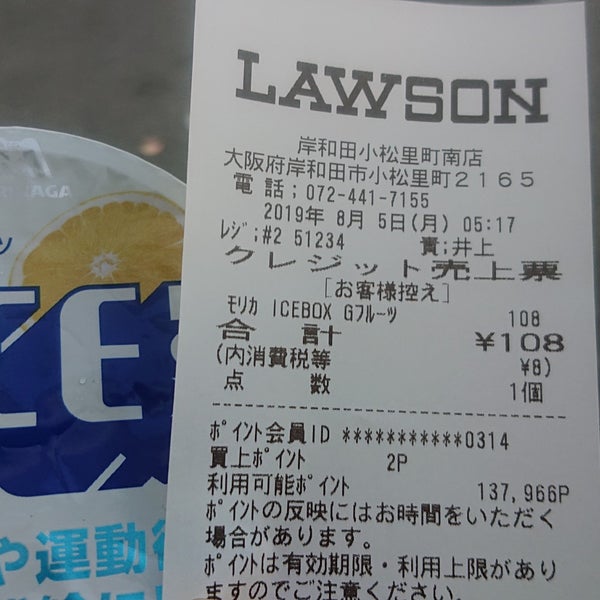 LAWSON
岸和田小松里町南店
大阪府岸和田市小松里町2165
電 話;072-441-7155
2019年 8月 5日(月) 05:17
ﾚｼﾞ;#2 51234 責;井上
クレジット売上票
[お客様控え]
ﾓﾘｶ ICEBOX Gﾌﾙｰﾂ 108
合 計 ¥108
(内消費税等 ¥8)
点 数 1個
ﾎﾟｲﾝﾄ会員ID ***********0314
買上ﾎﾟｲﾝﾄ 2P
利用可能ﾎﾟｲﾝﾄ 137,966P
ﾎﾟｲﾝﾄの反映にはお時間をいただく
場合があります。
ﾎﾟｲﾝﾄは有効期限・利用上限があり
ますのでご注意ください。
NAGA
ツ
CE
や運動後